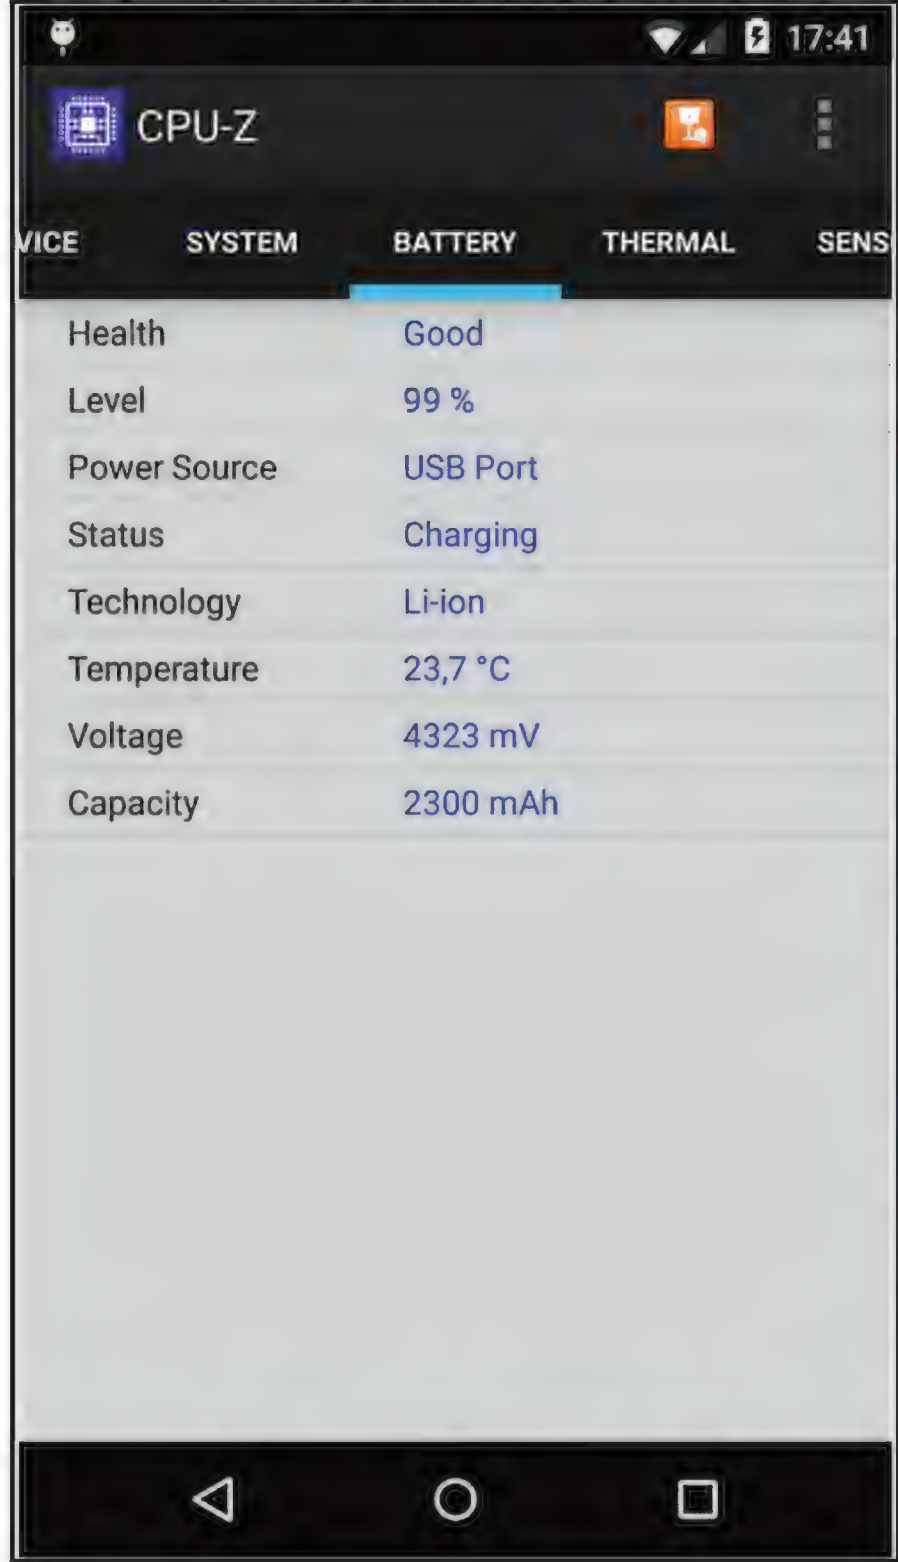 17:41
CPU-Z
VICE SYSTEM BATTERY THERMAL SENS
Health Good
Level 99 %
Power Source USB Port
Status Charging
Technology Li-ion
Temperature 23,7 °C
Voltage 4323 mV
Capacity 2300 mAh